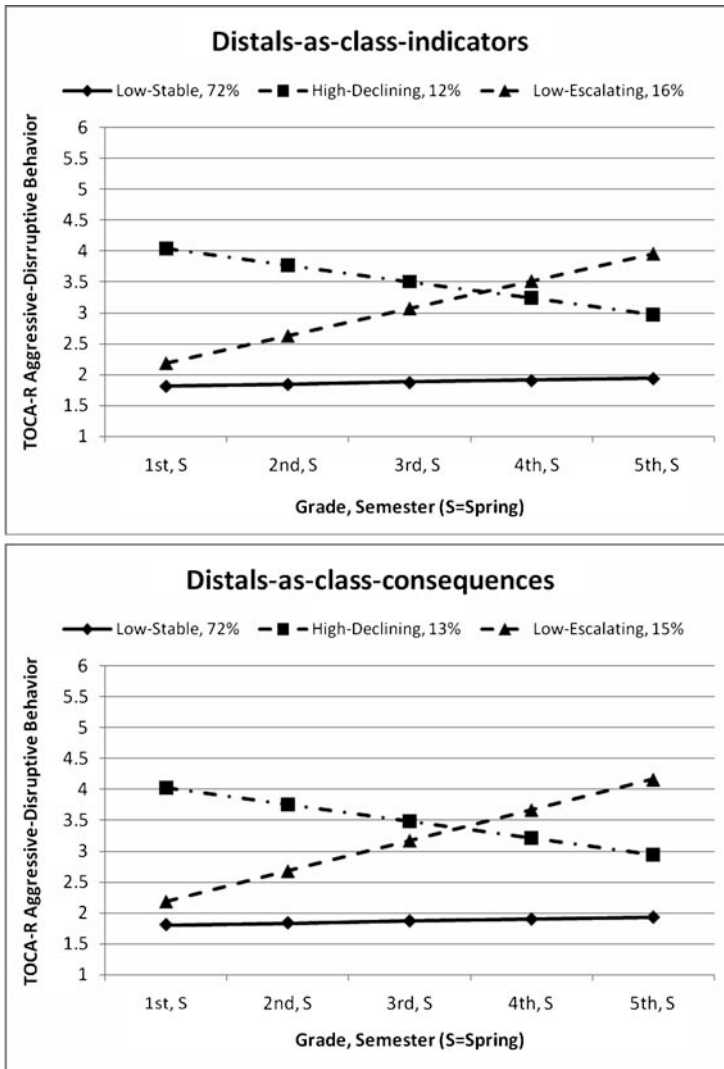 Distals-as-class-indicators
Low-Stable, 72% High-Declining, 12% Low-Escalating, 16%
TOCA-R Aggressive-Disrruptive Behavior
6
5.5
5
4.5
4
3.5
3
2.5
2
1.5
1
1st, S 2nd, S 3rd, S 4th, S 5th, S
Grade, Semester (S=Spring)
Distals-as-class-consequences
Low-Stable, 72% High-Declining, 13% Low-Escalating, 15%
TOCA-R Aggressive-Disruptive Behavior
6
5.5
5
4.5
4
3.5
3
2.5
2
1.5
1
1st, S 2nd, S 3rd, S 4th, S 5th, S
Grade, Semester (S=Spring)